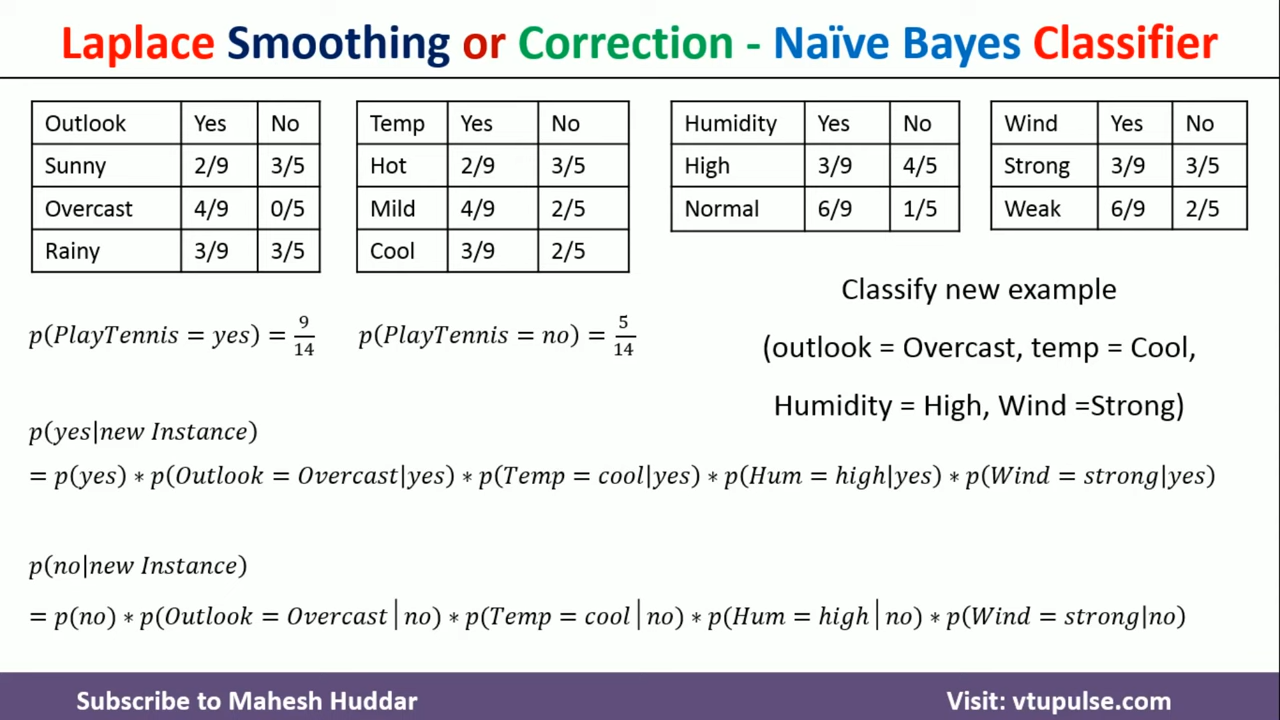 Laplace Smoothing or Correction - Naïve Bayes Classifier
Outlook Yes No
Sunny 2/9 3/5
Overcast 4/9 0/5
Rainy 3/9 3/5
Temp Yes No
Hot 2/9 3/5
Mild 4/9 2/5
Cool 3/9 2/5
Humidity Yes No
High 3/9 4/5
Normal 6/9 1/5
Wind Yes No
Strong 3/9 3/5
Weak 6/9 2/5
p(PlayTennis = yes) = 9/14
p(PlayTennis = no) = 5/14
Classify new example
(outlook = Overcast, temp = Cool,
Humidity = High, Wind =Strong)
p(yes|new Instance)
= p(yes) * p(Outlook = Overcast|yes) * p(Temp = cool|yes) * p(Hum = high|yes) * p(Wind = strong|yes)
p(no|new Instance)
= p(no) * p(Outlook = Overcast|no) * p(Temp = cool|no) * p(Hum = high|no) * p(Wind = strong|no)
Subscribe to Mahesh Huddar
Visit: vtupulse.com